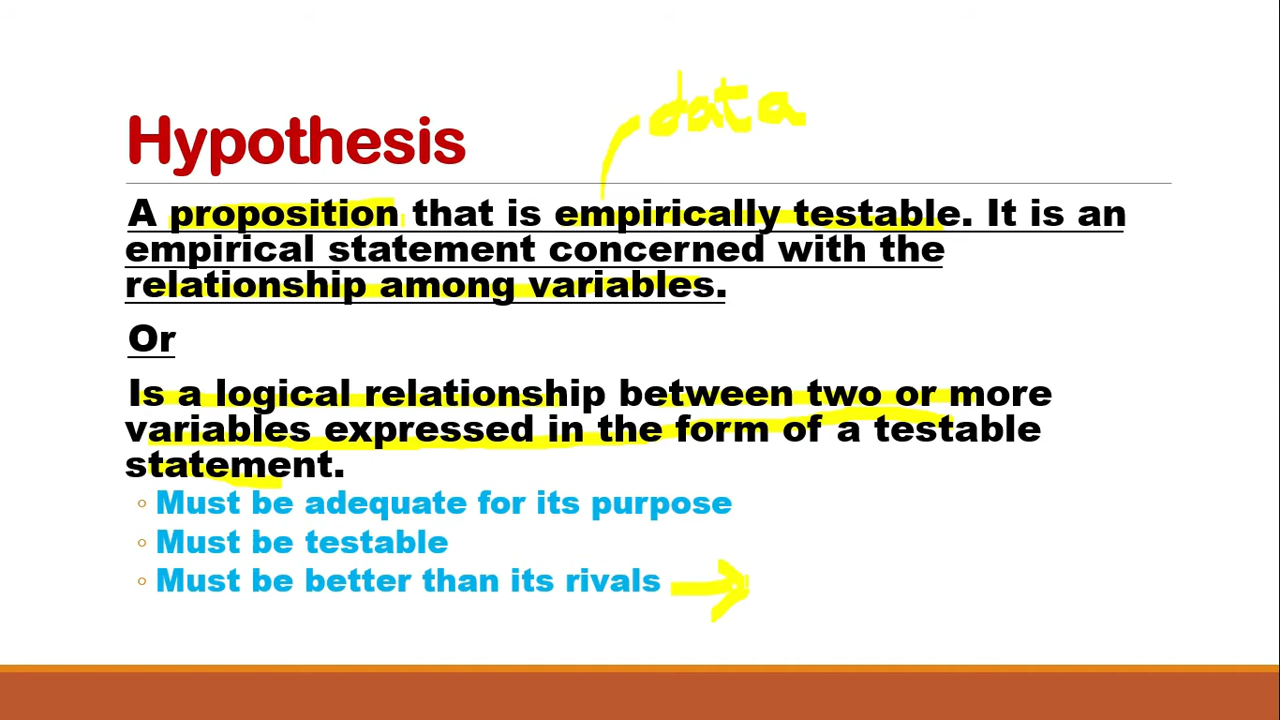 data
Hypothesis
A proposition that is empirically testable. It is an
empirical statement concerned with the
relationship among variables.
Or
Is a logical relationship between two or more
variables expressed in the form of a testable
statement.
◦ Must be adequate for its purpose
◦ Must be testable
◦ Must be better than its rivals